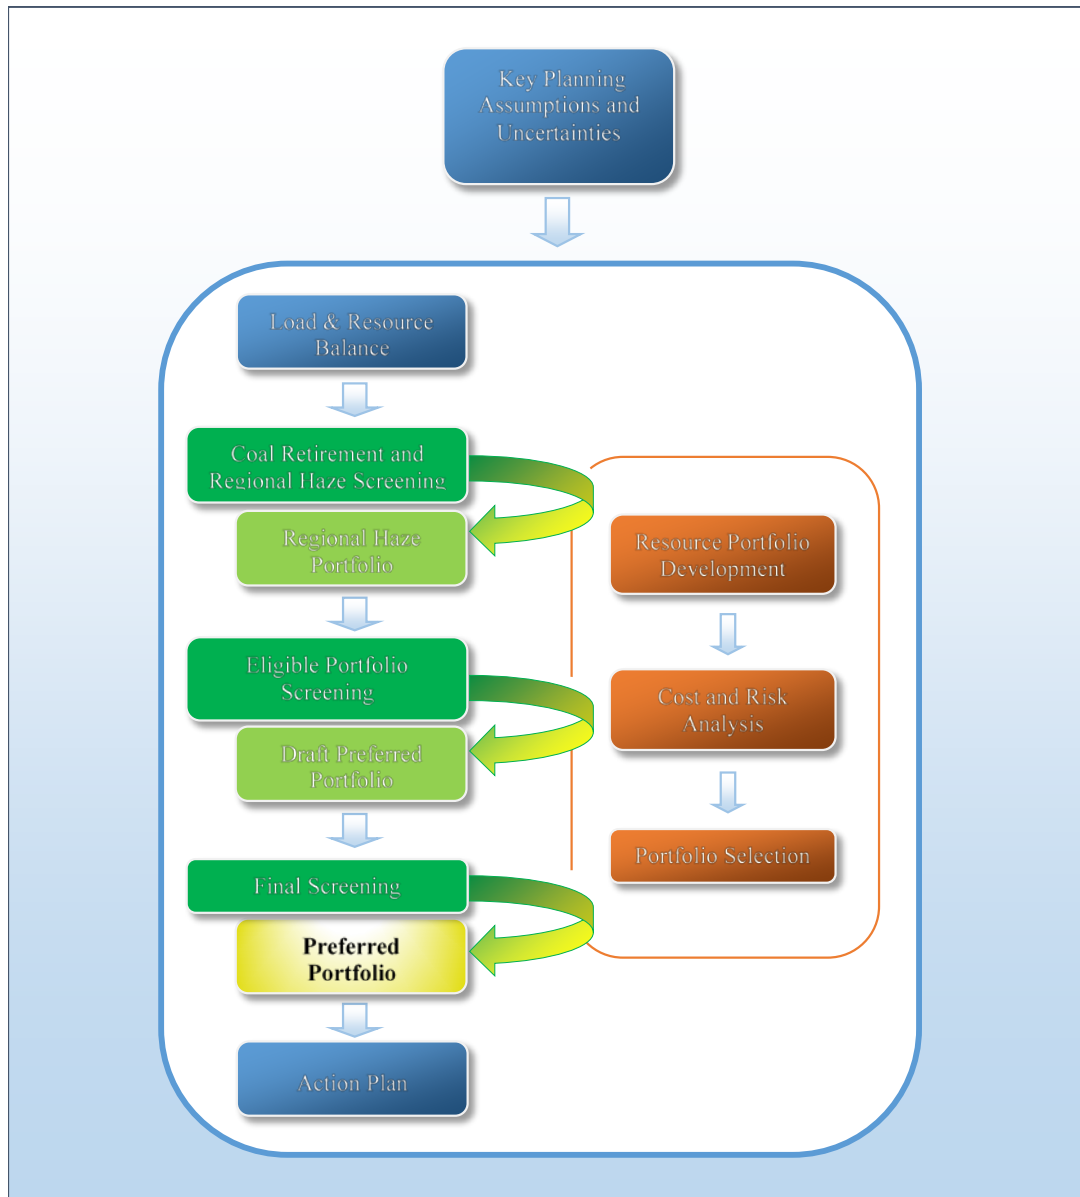 Key Planning
Assumptions and
Uncertainties
Load & Resource
Balance
Coal Retirement and
Regional Haze Screening
Regional Haze
Portfolio
Eligible Portfolio
Screening
Draft Preferred
Portfolio
Final Screening
Preferred
Portfolio
Action Plan
Resource Portfolio
Development
Cost and Risk
Analysis
Portfolio Selection